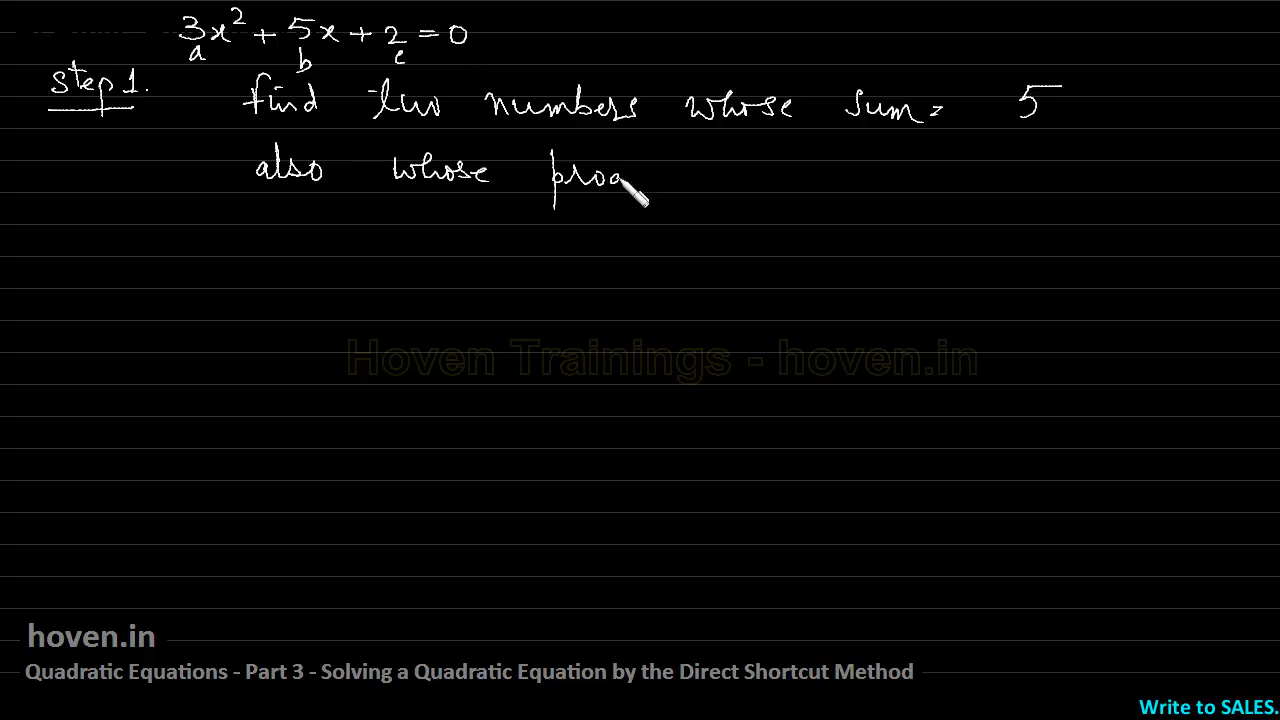 3x² + 5x + 2 = 0
a b c
Step 1. find two numbers whose sum = 5
also whose prod
Hoven Trainings - hoven.in
hoven.in
Quadratic Equations - Part 3 - Solving a Quadratic Equation by the Direct Shortcut Method
Write to SALES.